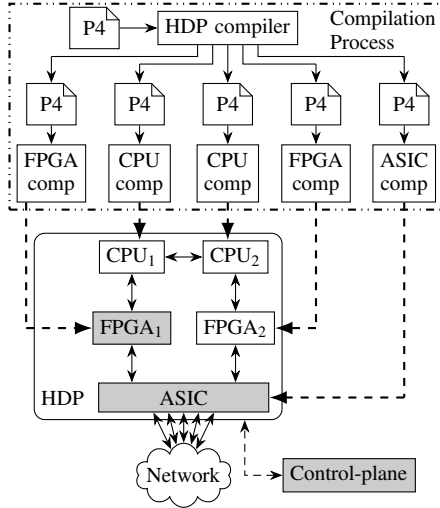 P4
HDP compiler
Compilation
Process
P4
P4
P4
P4
P4
FPGA
comp
CPU
comp
CPU
comp
FPGA
comp
ASIC
comp
CPU₁
CPU₂
FPGA₁
FPGA₂
HDP
ASIC
Network
Control-plane